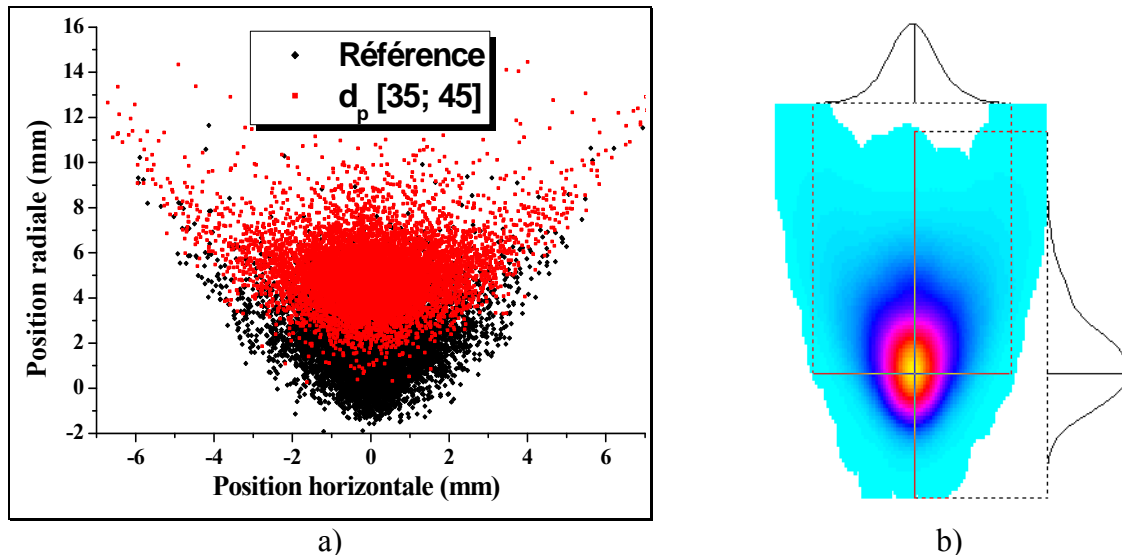 16
14
12
10
8
6
4
2
0
-2
Position radiale (mm)
Référence
d_p [35; 45]
-6 -4 -2 0 2 4 6
Position horizontale (mm)
a)
b)